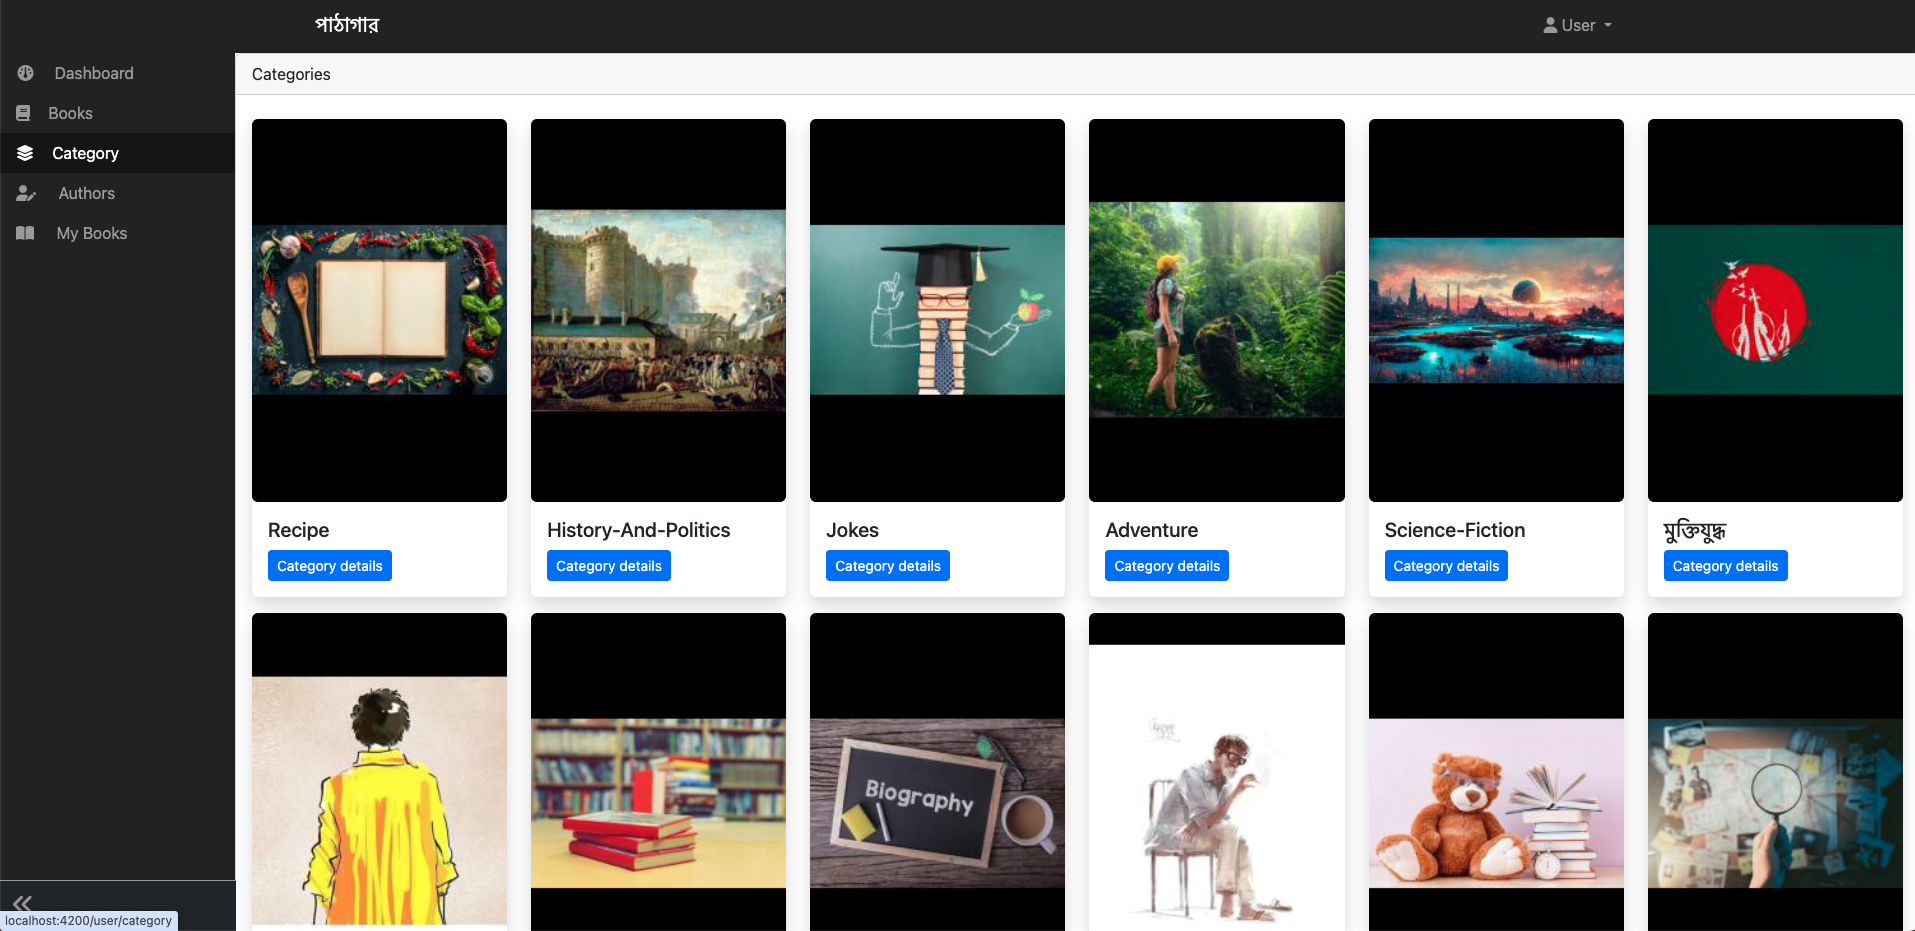 পাঠাগার
User
Dashboard
Books
Category
Authors
My Books
Categories
Recipe
Category details
History-And-Politics
Category details
Jokes
Category details
Adventure
Category details
Science-Fiction
Category details
মুক্তিযুদ্ধ
Category details
Biography
localhost:4200/user/category